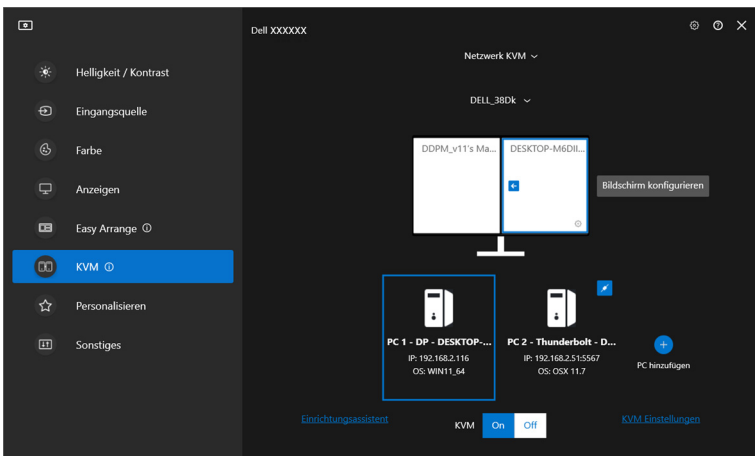 Dell XXXXXX
Helligkeit / Kontrast
Eingangsquelle
Farbe
Anzeigen
Easy Arrange
KVM
Personalisieren
Sonstiges
Netzwerk KVM
DELL_38Dk
DDPM_v11's Ma...
DESKTOP-M6DII...
Bildschirm konfigurieren
PC 1 - DP - DESKTOP-...
IP: 192.168.2.116
OS: WIN11_64
PC 2 - Thunderbolt - D...
IP: 192.168.2.51:5567
OS: OSX 11.7
PC hinzufügen
Einrichtungsassistent
KVM On Off
KVM Einstellungen